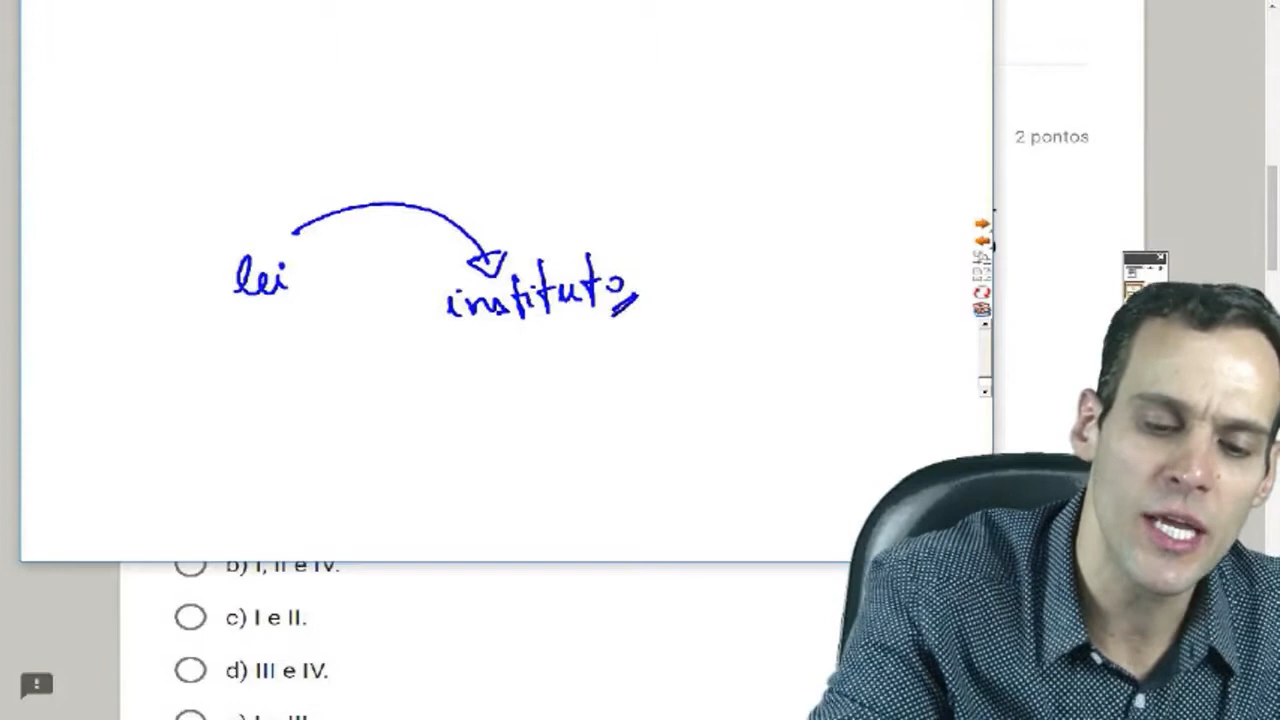 2 pontos
lei
instituto
b) I, II e IV.
c) I e II.
d) III e IV.